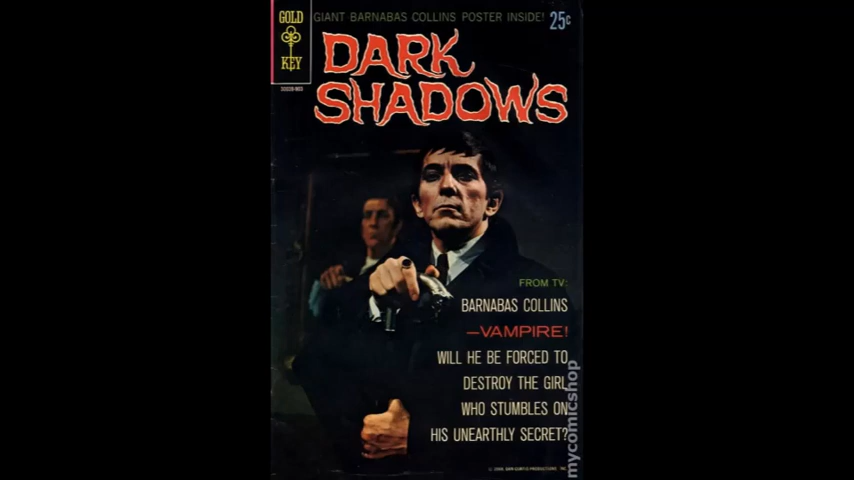 GIANT BARNABAS COLLINS POSTER INSIDE!
25¢
GOLD
KEY
DARK
SHADOWS
FROM TV:
BARNABAS COLLINS
—VAMPIRE!
WILL HE BE FORCED TO
DESTROY THE GIRL
WHO STUMBLES ON
HIS UNEARTHLY SECRET?
mycomicshop